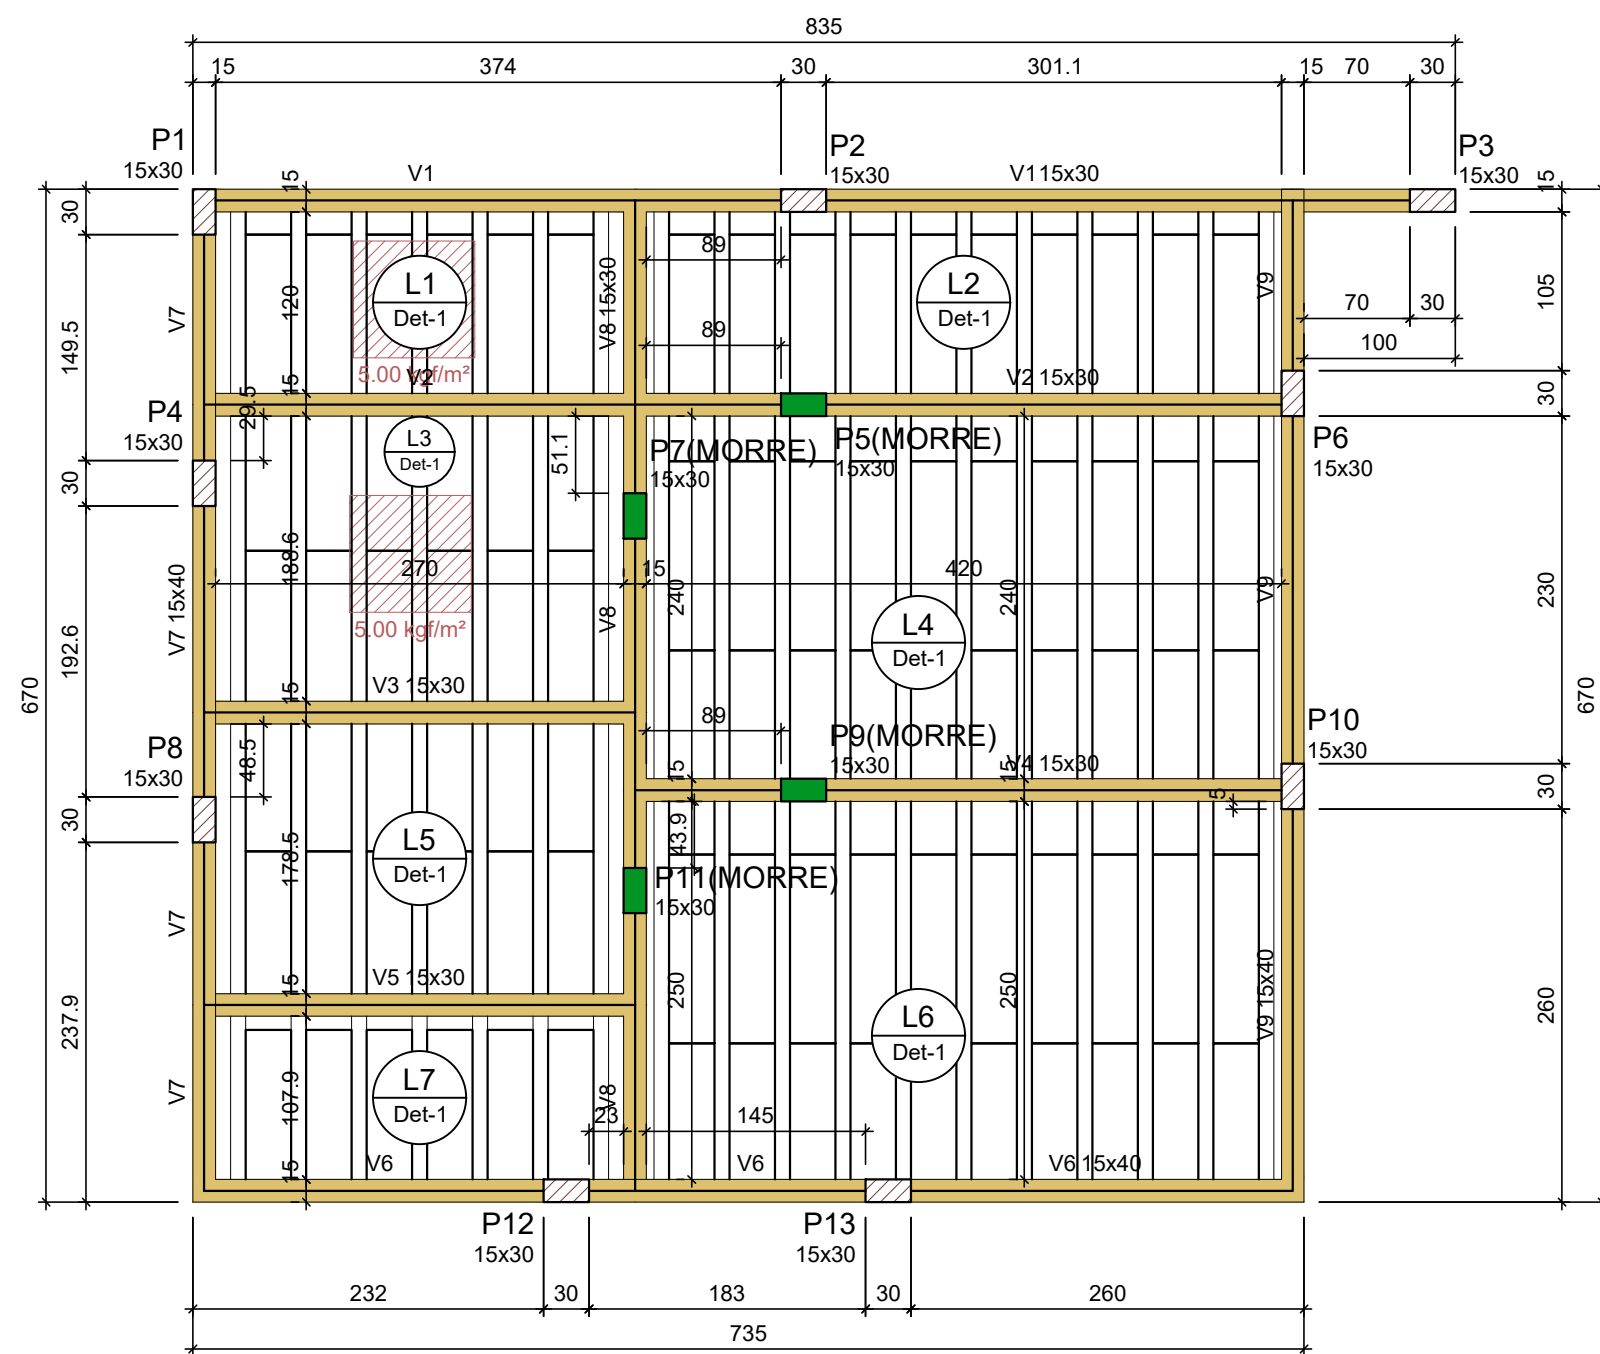 835
15 374 30 301.1 15 70 30
P1
15x30
P2
15x30
P3
15x30
V1
V115x30
15
15
30
149.5
30
192.6
30
237.9
670
V7
V7 15x40
V7
V7
120
L1
Det-1
5.00 kgf/m²
V2
V8 15x30
89
89
L2
Det-1
V9
V2 15x30
70 30
100
105
30
230
30
260
670
15
29.5
P4
15x30
L3
Det-1
51.1
P7(MORRE)
15x30
P5(MORRE)
15x30
P6
15x30
188.6
270
15
420
240
240
5.00 kgf/m²
V8
L4
Det-1
V9
15
V3 15x30
48.5
P8
15x30
89
P9(MORRE)
15x30
15
15
V4 15x30
P10
15x30
5
43.9
178.5
L5
Det-1
P11(MORRE)
15x30
15
V5 15x30
250
250
L6
Det-1
V9 15x40
107.9
L7
Det-1
V8
23
145
15
V6
V6
V6 15x40
P12
15x30
P13
15x30
232 30 183 30 260
735